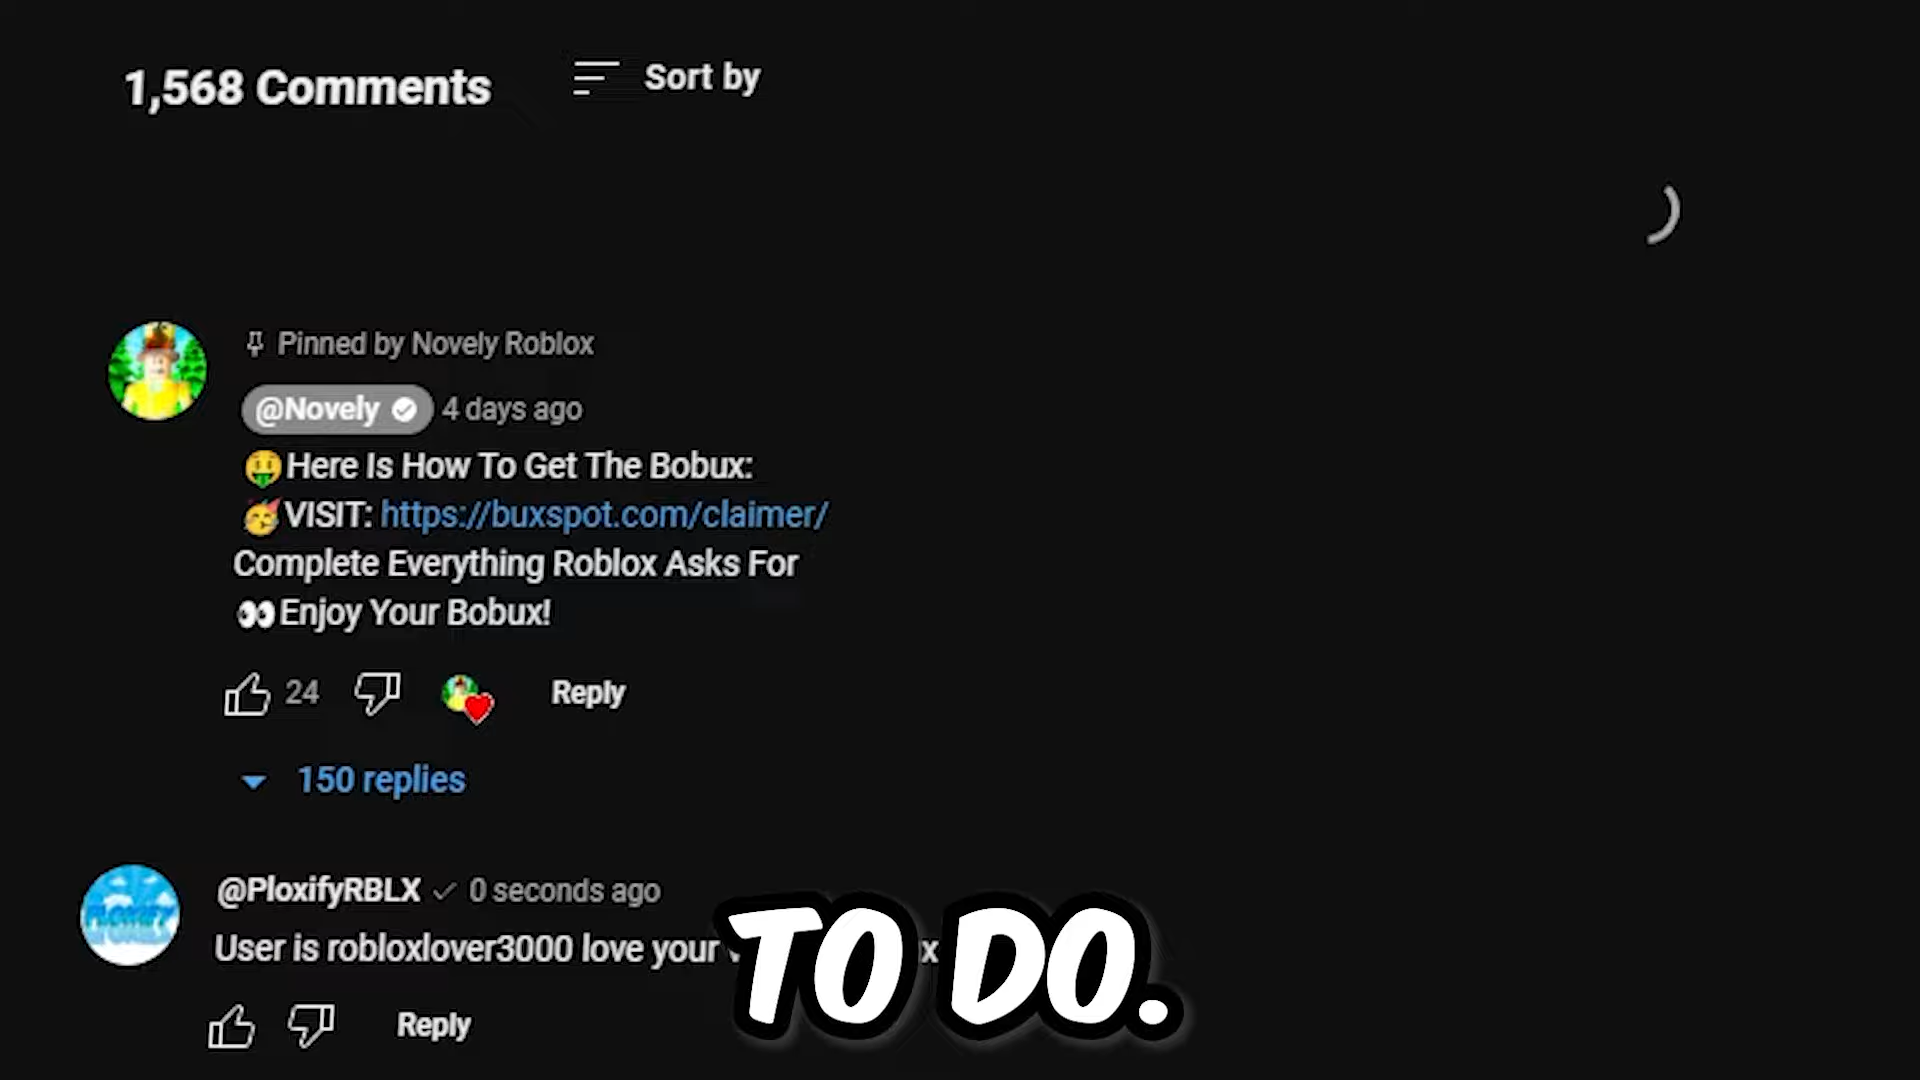 1,568 Comments
Sort by
Pinned by Novely Roblox
@Novely 4 days ago
🤑Here Is How To Get The Bobux:
🥳VISIT: https://buxspot.com/claimer/
Complete Everything Roblox Asks For
👀Enjoy Your Bobux!
24
Reply
150 replies
@PloxifyRBLX 0 seconds ago
User is robloxlover3000 love your
TO DO.
Reply